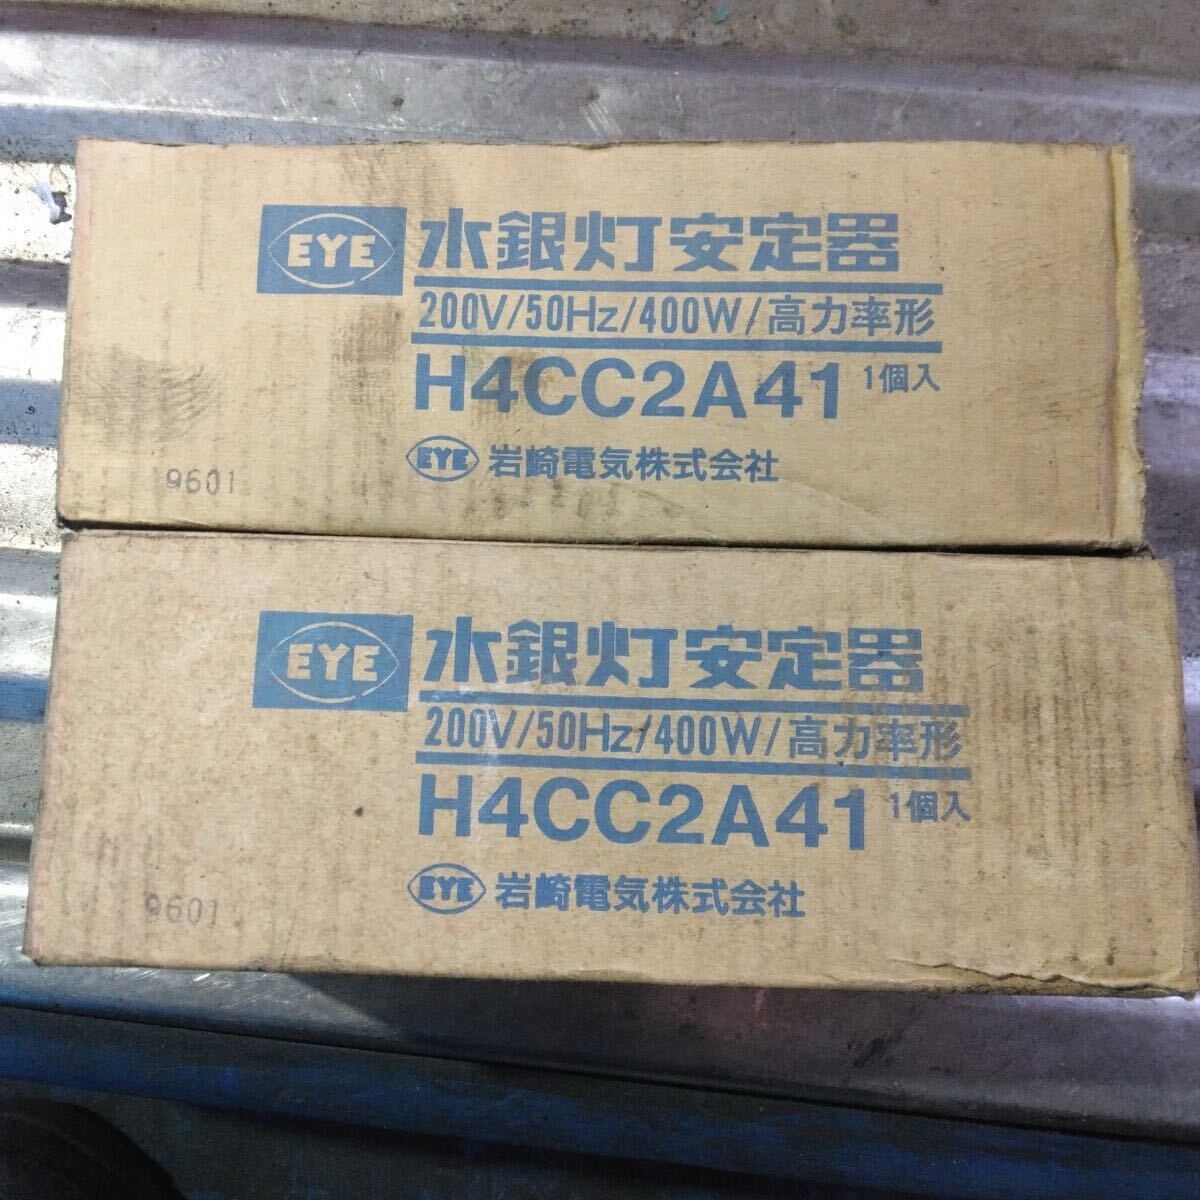 EYE 水銀灯安定器
200V/50Hz/400W/高力率形
H4CC2A41 1個入
EYE 岩崎電気株式会社
9601
EYE 水銀灯安定器
200V/50Hz/400W/高力率形
H4CC2A41 1個入
EYE 岩崎電気株式会社
9601